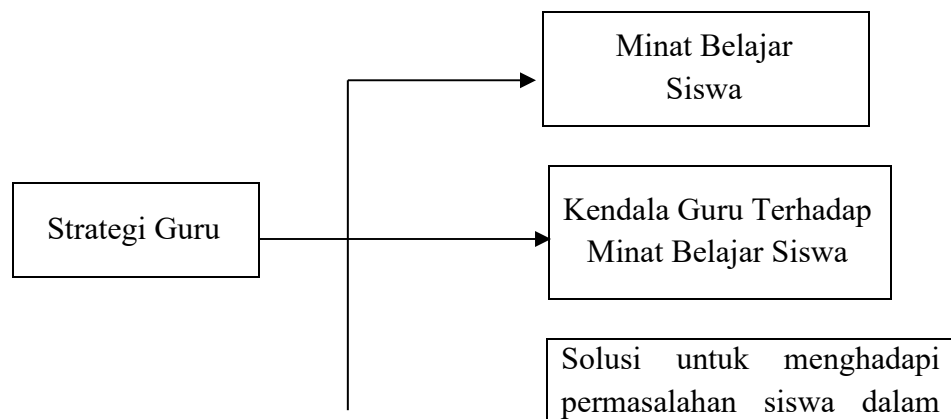 Minat Belajar
Siswa
Strategi Guru
Kendala Guru Terhadap
Minat Belajar Siswa
Solusi untuk menghadapi
permasalahan siswa dalam